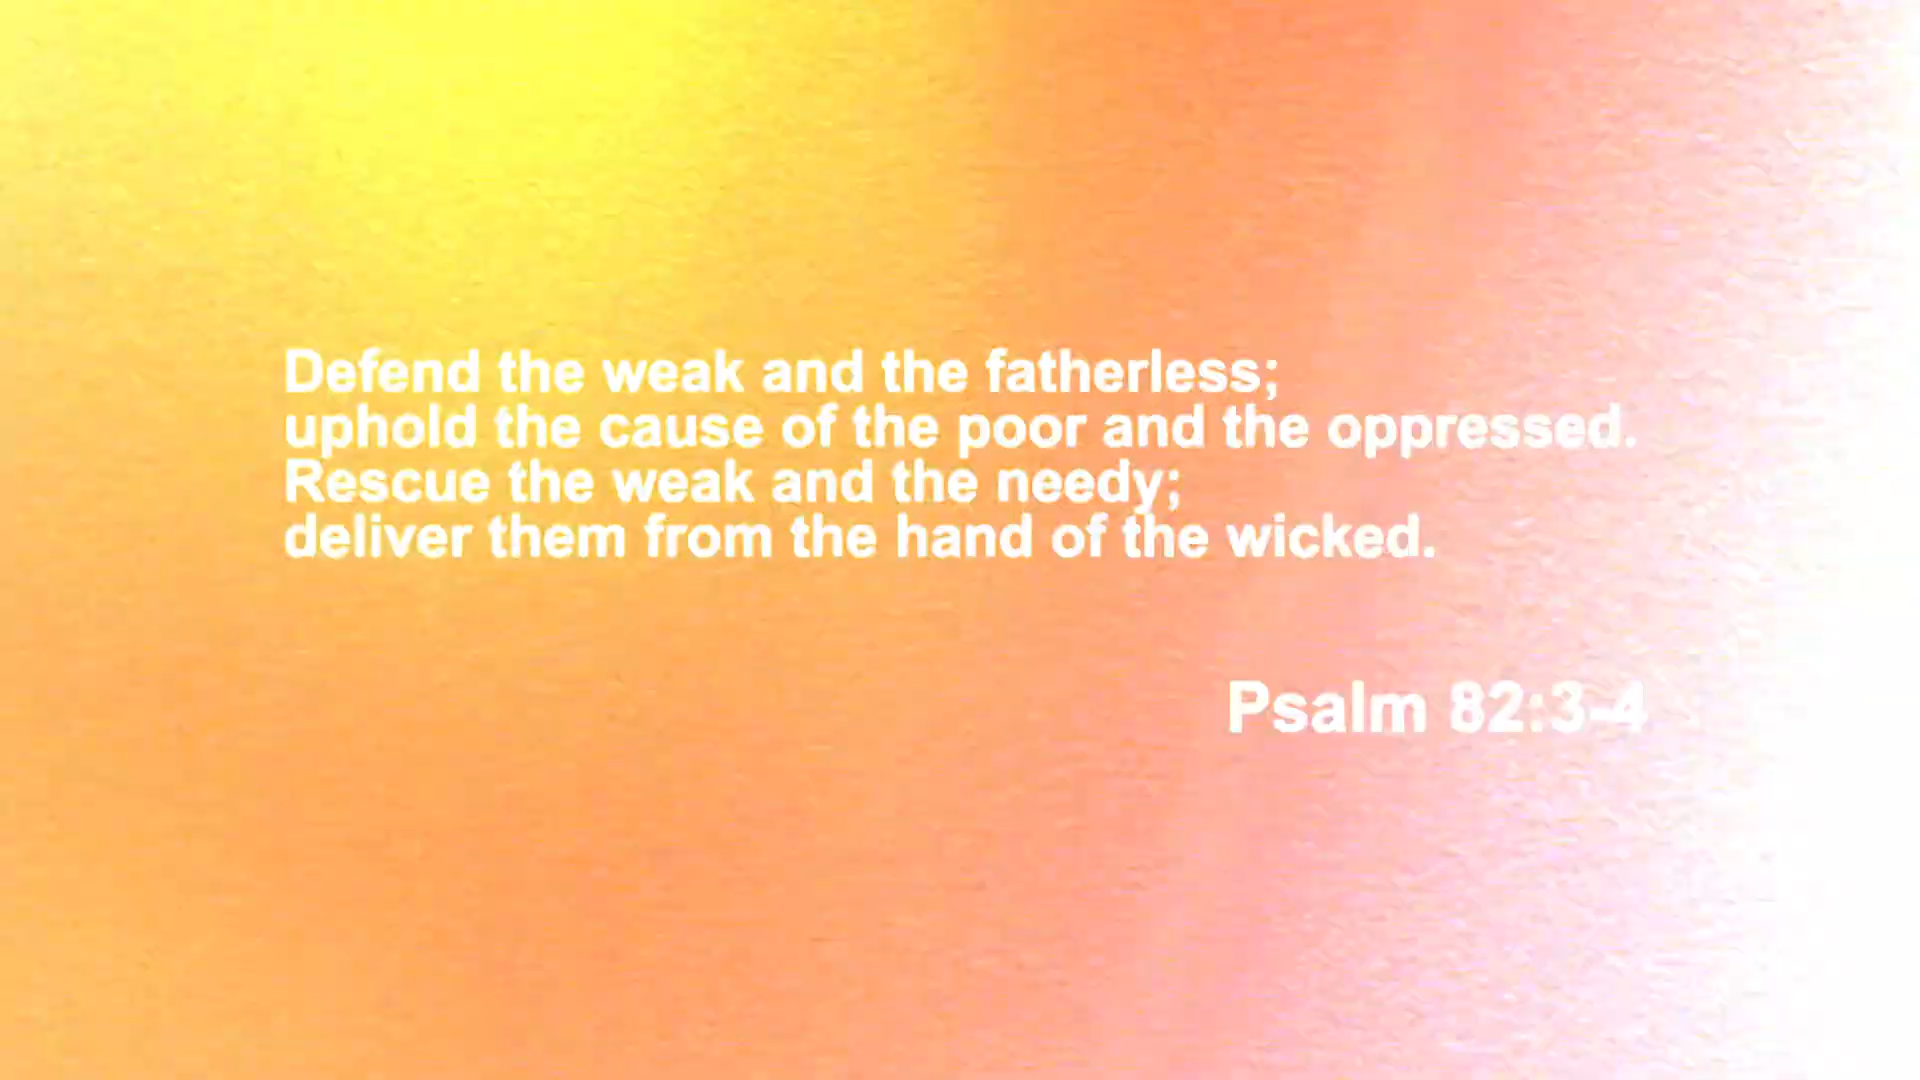 Defend the weak and the fatherless;
uphold the cause of the poor and the oppressed.
Rescue the weak and the needy;
deliver them from the hand of the wicked.
Psalm 82:3-4